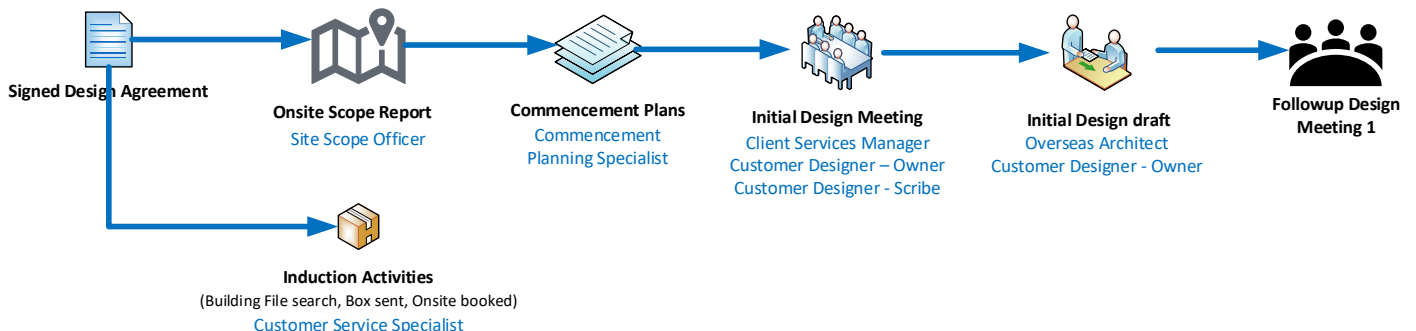 Signed Design Agreement
Onsite Scope Report
Site Scope Officer
Commencement Plans
Commencement
Planning Specialist
Initial Design Meeting
Client Services Manager
Customer Designer – Owner
Customer Designer - Scribe
Initial Design draft
Overseas Architect
Customer Designer - Owner
Followup Design
Meeting 1
Induction Activities
(Building File search, Box sent, Onsite booked)
Customer Service Specialist